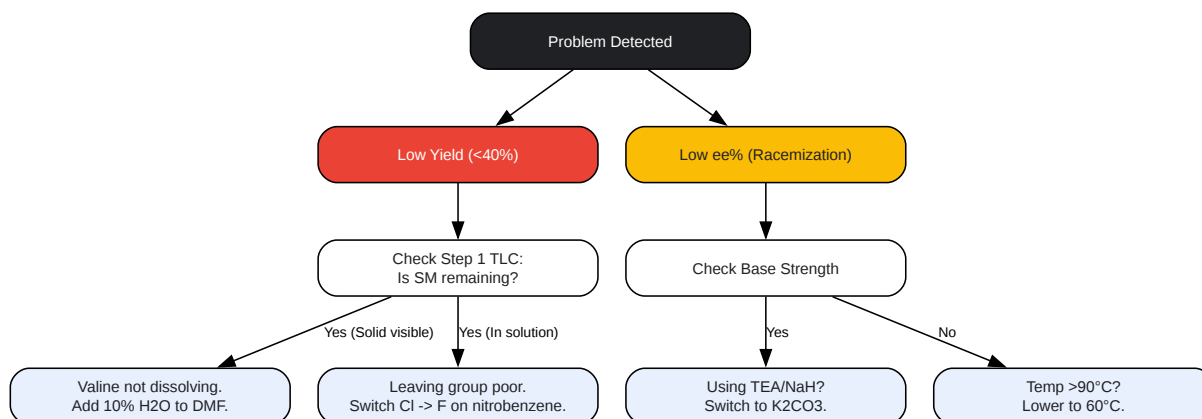 Problem Detected
Low Yield (<40%)
Low ee% (Racemization)
Check Step 1 TLC:
Is SM remaining?
Check Base Strength
Yes (Solid visible)
Yes (In solution)
Yes
No
Valine not dissolving.
Add 10% H2O to DMF.
Leaving group poor.
Switch Cl -> F on nitrobenzene.
Using TEA/NaH?
Switch to K2CO3.
Temp >90°C?
Lower to 60°C.